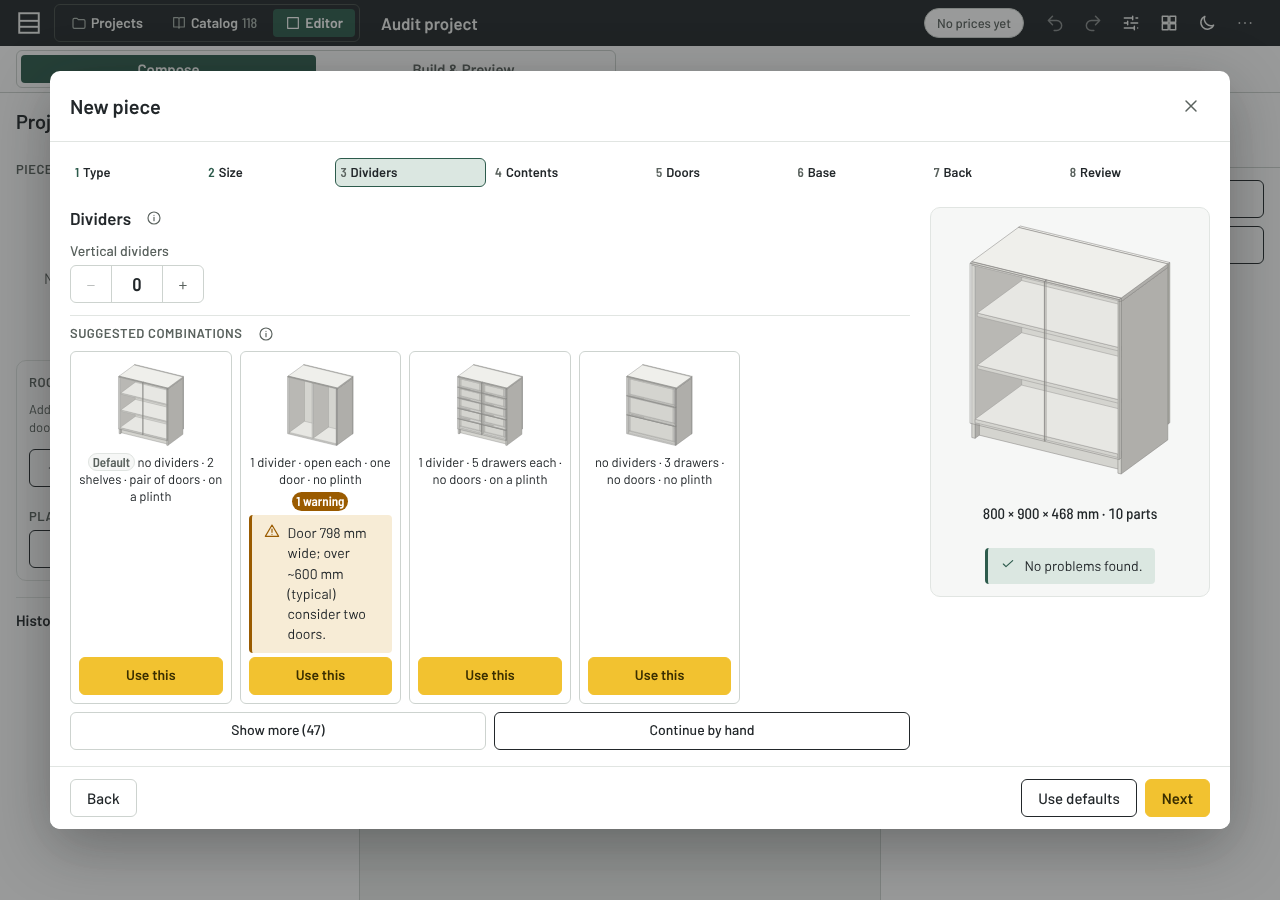 Projects
Catalog 118
Editor
Audit project
No prices yet
Compose
Build & Preview
New piece
1 Type
2 Size
3 Dividers
4 Contents
5 Doors
6 Base
7 Back
8 Review
Dividers
Vertical dividers
− 0 +
SUGGESTED COMBINATIONS
Default no dividers · 2
shelves · pair of doors · on
a plinth
Use this
1 divider · open each · one
door · no plinth
1 warning
Door 798 mm
wide; over
~600 mm
(typical)
consider two
doors.
Use this
1 divider · 5 drawers each ·
no doors · on a plinth
Use this
no dividers · 3 drawers ·
no doors · no plinth
Use this
Show more (47)
Continue by hand
800 × 900 × 468 mm · 10 parts
No problems found.
Back
Use defaults
Next